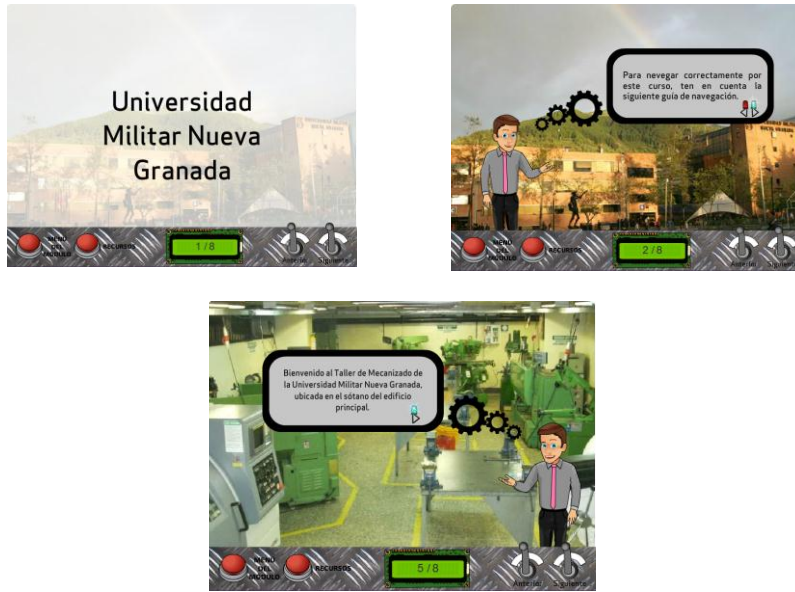 Universidad
Militar Nueva
Granada
MENÚ
DEL
MÓDULO
RECURSOS
1 / 8
Anterior
Siguiente
Para nevegar correctamente por
este curso, ten en cuenta la
siguiente guía de navegación.
MENÚ
DEL
MÓDULO
RECURSOS
2 / 8
Anterior
Siguiente
Bienvenido al Taller de Mecanizado de
la Universidad Militar Nueva Granada,
ubicada en el sótano del edificio
principal.
MENÚ
DEL
MÓDULO
RECURSOS
5 / 8
Anterior
Siguiente